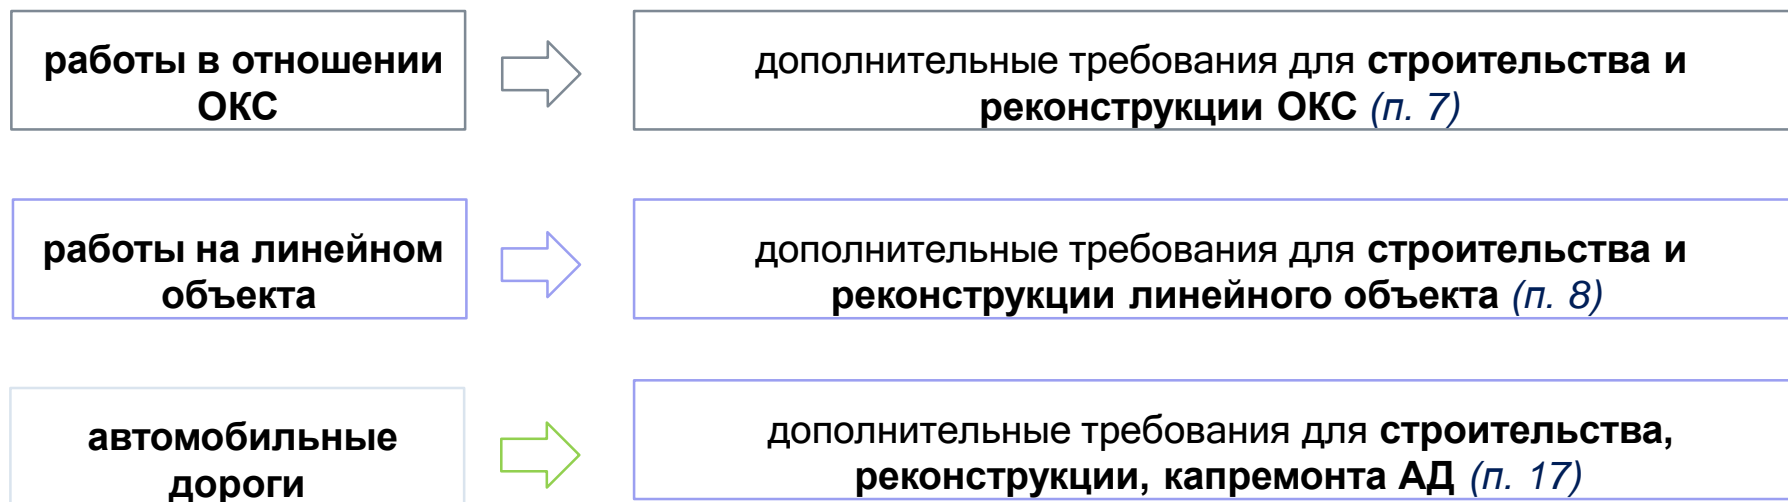 работы в отношении
ОКС
дополнительные требования для строительства и
реконструкции ОКС (п. 7)
работы на линейном
объекта
дополнительные требования для строительства и
реконструкции линейного объекта (п. 8)
автомобильные
дороги
дополнительные требования для строительства,
реконструкции, капремонта АД (п. 17)